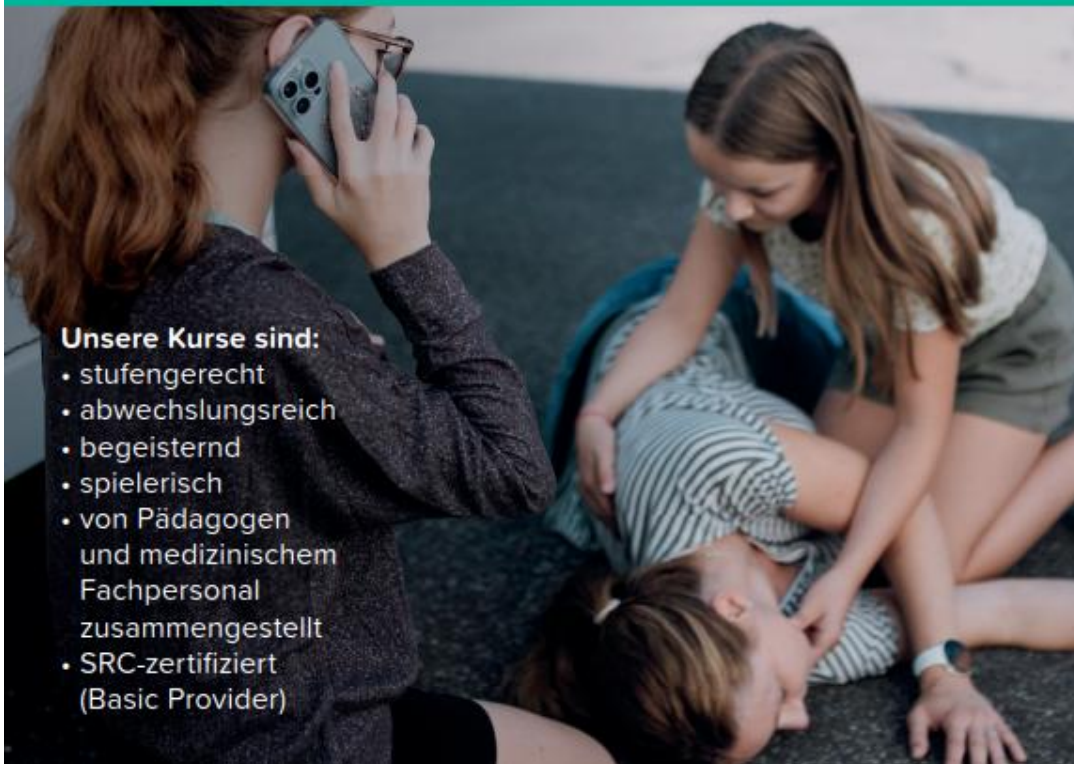 Unsere Kurse sind:
• stufengerecht
• abwechslungsreich
• begeisternd
• spielerisch
• von Pädagogen
und medizinischem
Fachpersonal
zusammengestellt
• SRC-zertifiziert
(Basic Provider)